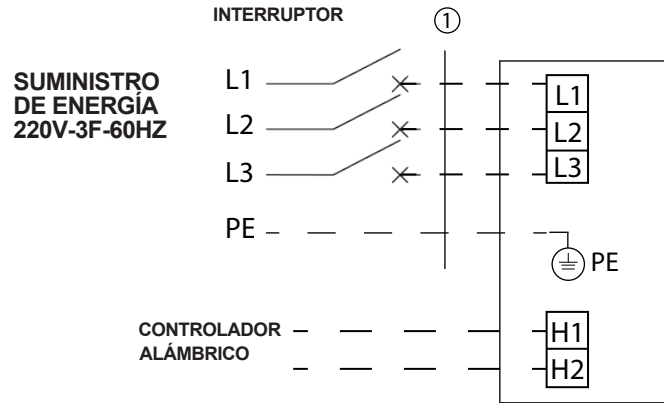 INTERRUPTOR
①
SUMINISTRO
DE ENERGÍA
220V-3F-60HZ
L1
L2
L3
PE
L1
L2
L3
PE
CONTROLADOR
ALÁMBRICO
H1
H2